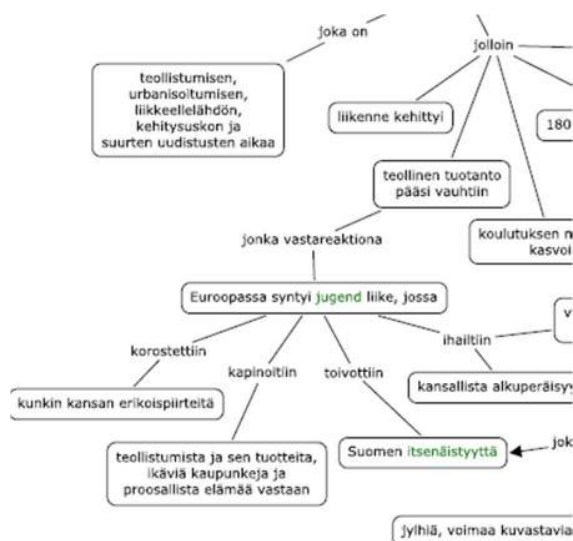 joka on
jolloin
teollistumisen,
urbanisoitumisen,
liikkeellelähdön,
kehitysuskon ja
suurten uudistusten aikaa
liikenne kehittyi
180
teollinen tuotanto
pääsi vauhtiin
koulutuksen
kasvoi
jonka vastareaktiona
Euroopassa syntyi jugend liike, jossa
korostettiin
kapinoitiin
toivottiin
ihailtiin
kunkin kansan erikoispiirteitä
kansallista alkuperäisyy
teollistumista ja sen tuotteita,
ikäviä kaupunkeja ja
proosallista elämää vastaan
Suomen itsenäistyyttä
jok
jylhiä, voimaa kuvastavia